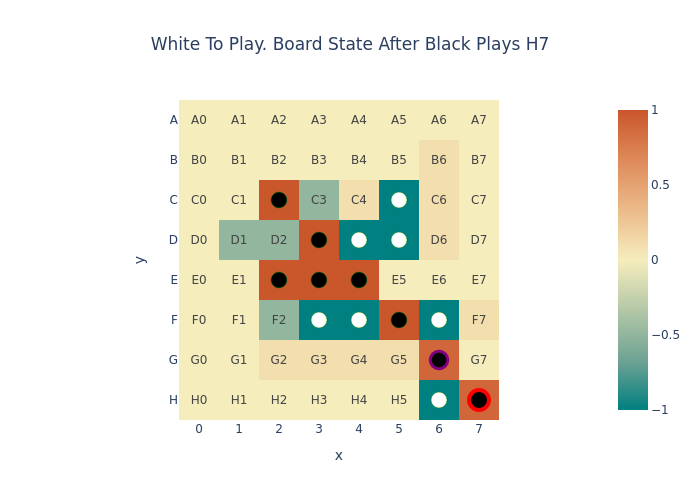 White To Play. Board State After Black Plays H7
A A0 A1 A2 A3 A4 A5 A6 A7
B B0 B1 B2 B3 B4 B5 B6 B7
C C0 C1 C3 C4 C6 C7
D D0 D1 D2 D6 D7
E E0 E1 E5 E6 E7
F F0 F1 F2 F7
G G0 G1 G2 G3 G4 G5 G7
H H0 H1 H2 H3 H4 H5
0 1 2 3 4 5 6 7
x
y
1
0.5
0
−0.5
−1